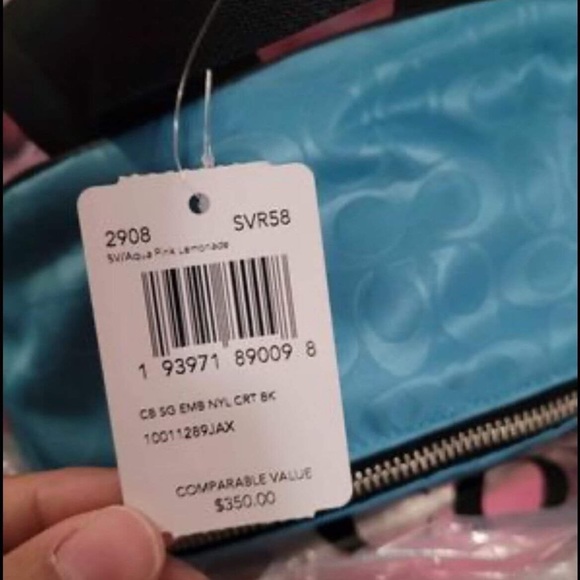 2908 SVR58
SV/Aqua Pink Lemonade
1 93971 89009 8
CB SG EMB NYL CRT BK
10011289JAX
COMPARABLE VALUE
$350.00